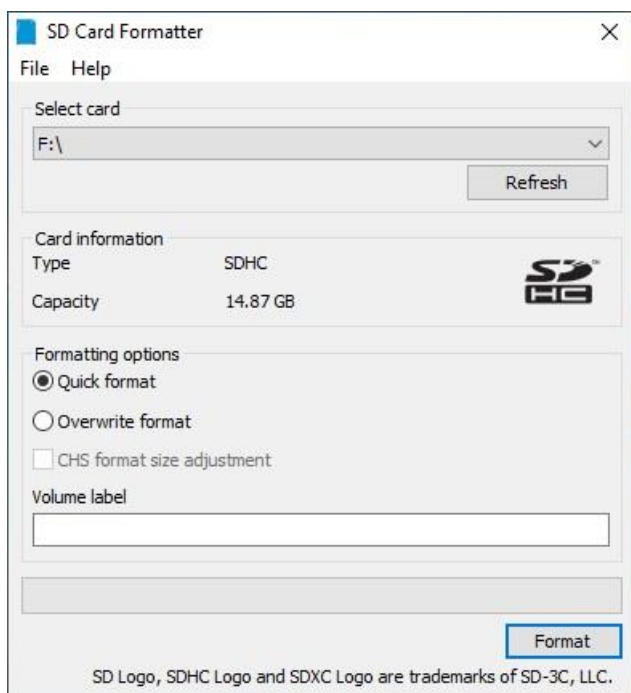 SD Card Formatter
File Help
Select card
F:\
Refresh
Card information
Type SDHC
Capacity 14.87 GB
SD HC
Formatting options
Quick format
Overwrite format
CHS format size adjustment
Volume label
Format
SD Logo, SDHC Logo and SDXC Logo are trademarks of SD-3C, LLC.